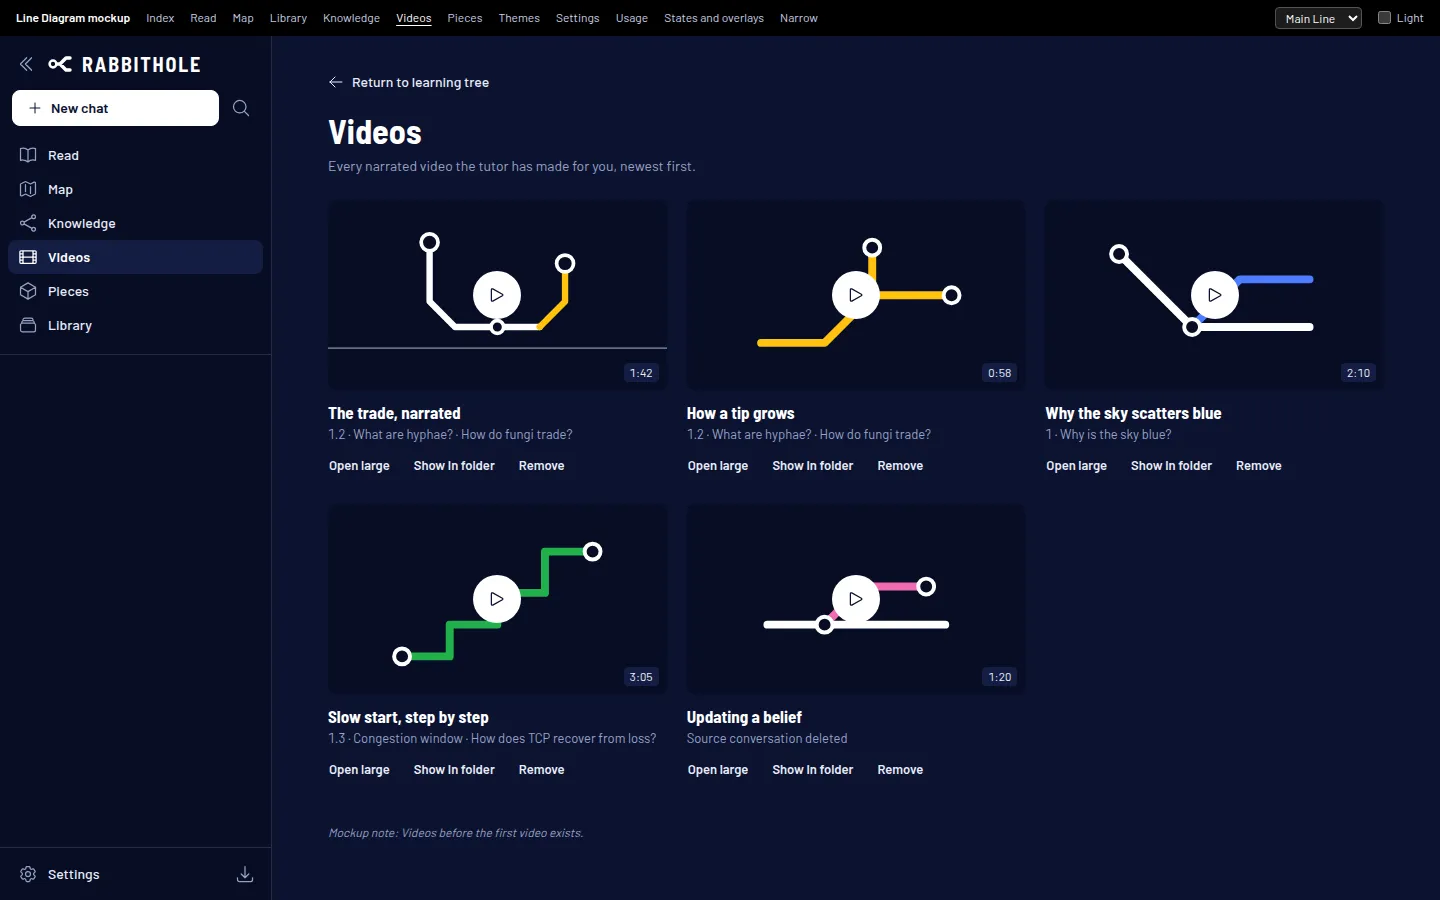 Line Diagram mockup Index Read Map Library Knowledge Videos Pieces Themes Settings Usage States and overlays Narrow Main Line Light
RABBITHOLE
New chat
Read
Map
Knowledge
Videos
Pieces
Library
Settings
Return to learning tree
Videos
Every narrated video the tutor has made for you, newest first.
1:42
0:58
2:10
The trade, narrated
1.2 · What are hyphae? · How do fungi trade?
Open large Show in folder Remove
How a tip grows
1.2 · What are hyphae? · How do fungi trade?
Open large Show in folder Remove
Why the sky scatters blue
1 · Why is the sky blue?
Open large Show in folder Remove
3:05
1:20
Slow start, step by step
1.3 · Congestion window · How does TCP recover from loss?
Open large Show in folder Remove
Updating a belief
Source conversation deleted
Open large Show in folder Remove
Mockup note: Videos before the first video exists.